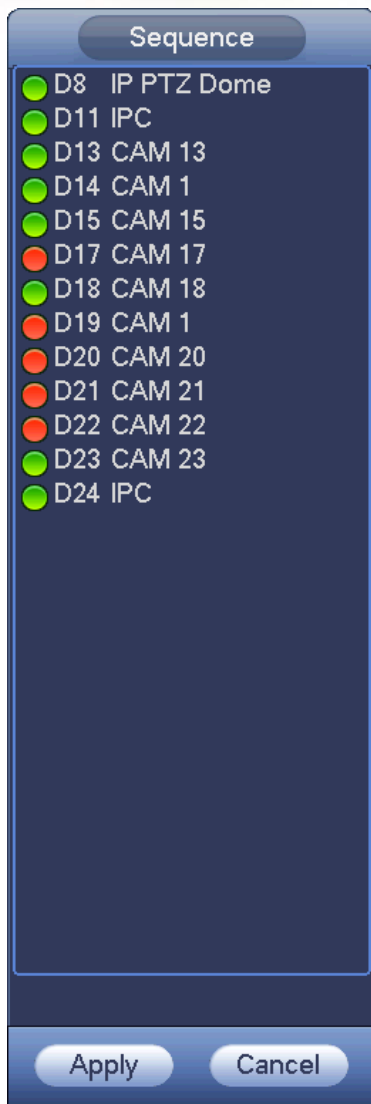 Sequence
D8 IP PTZ Dome
D11 IPC
D13 CAM 13
D14 CAM 1
D15 CAM 15
D17 CAM 17
D18 CAM 18
D19 CAM 1
D20 CAM 20
D21 CAM 21
D22 CAM 22
D23 CAM 23
D24 IPC
Apply Cancel